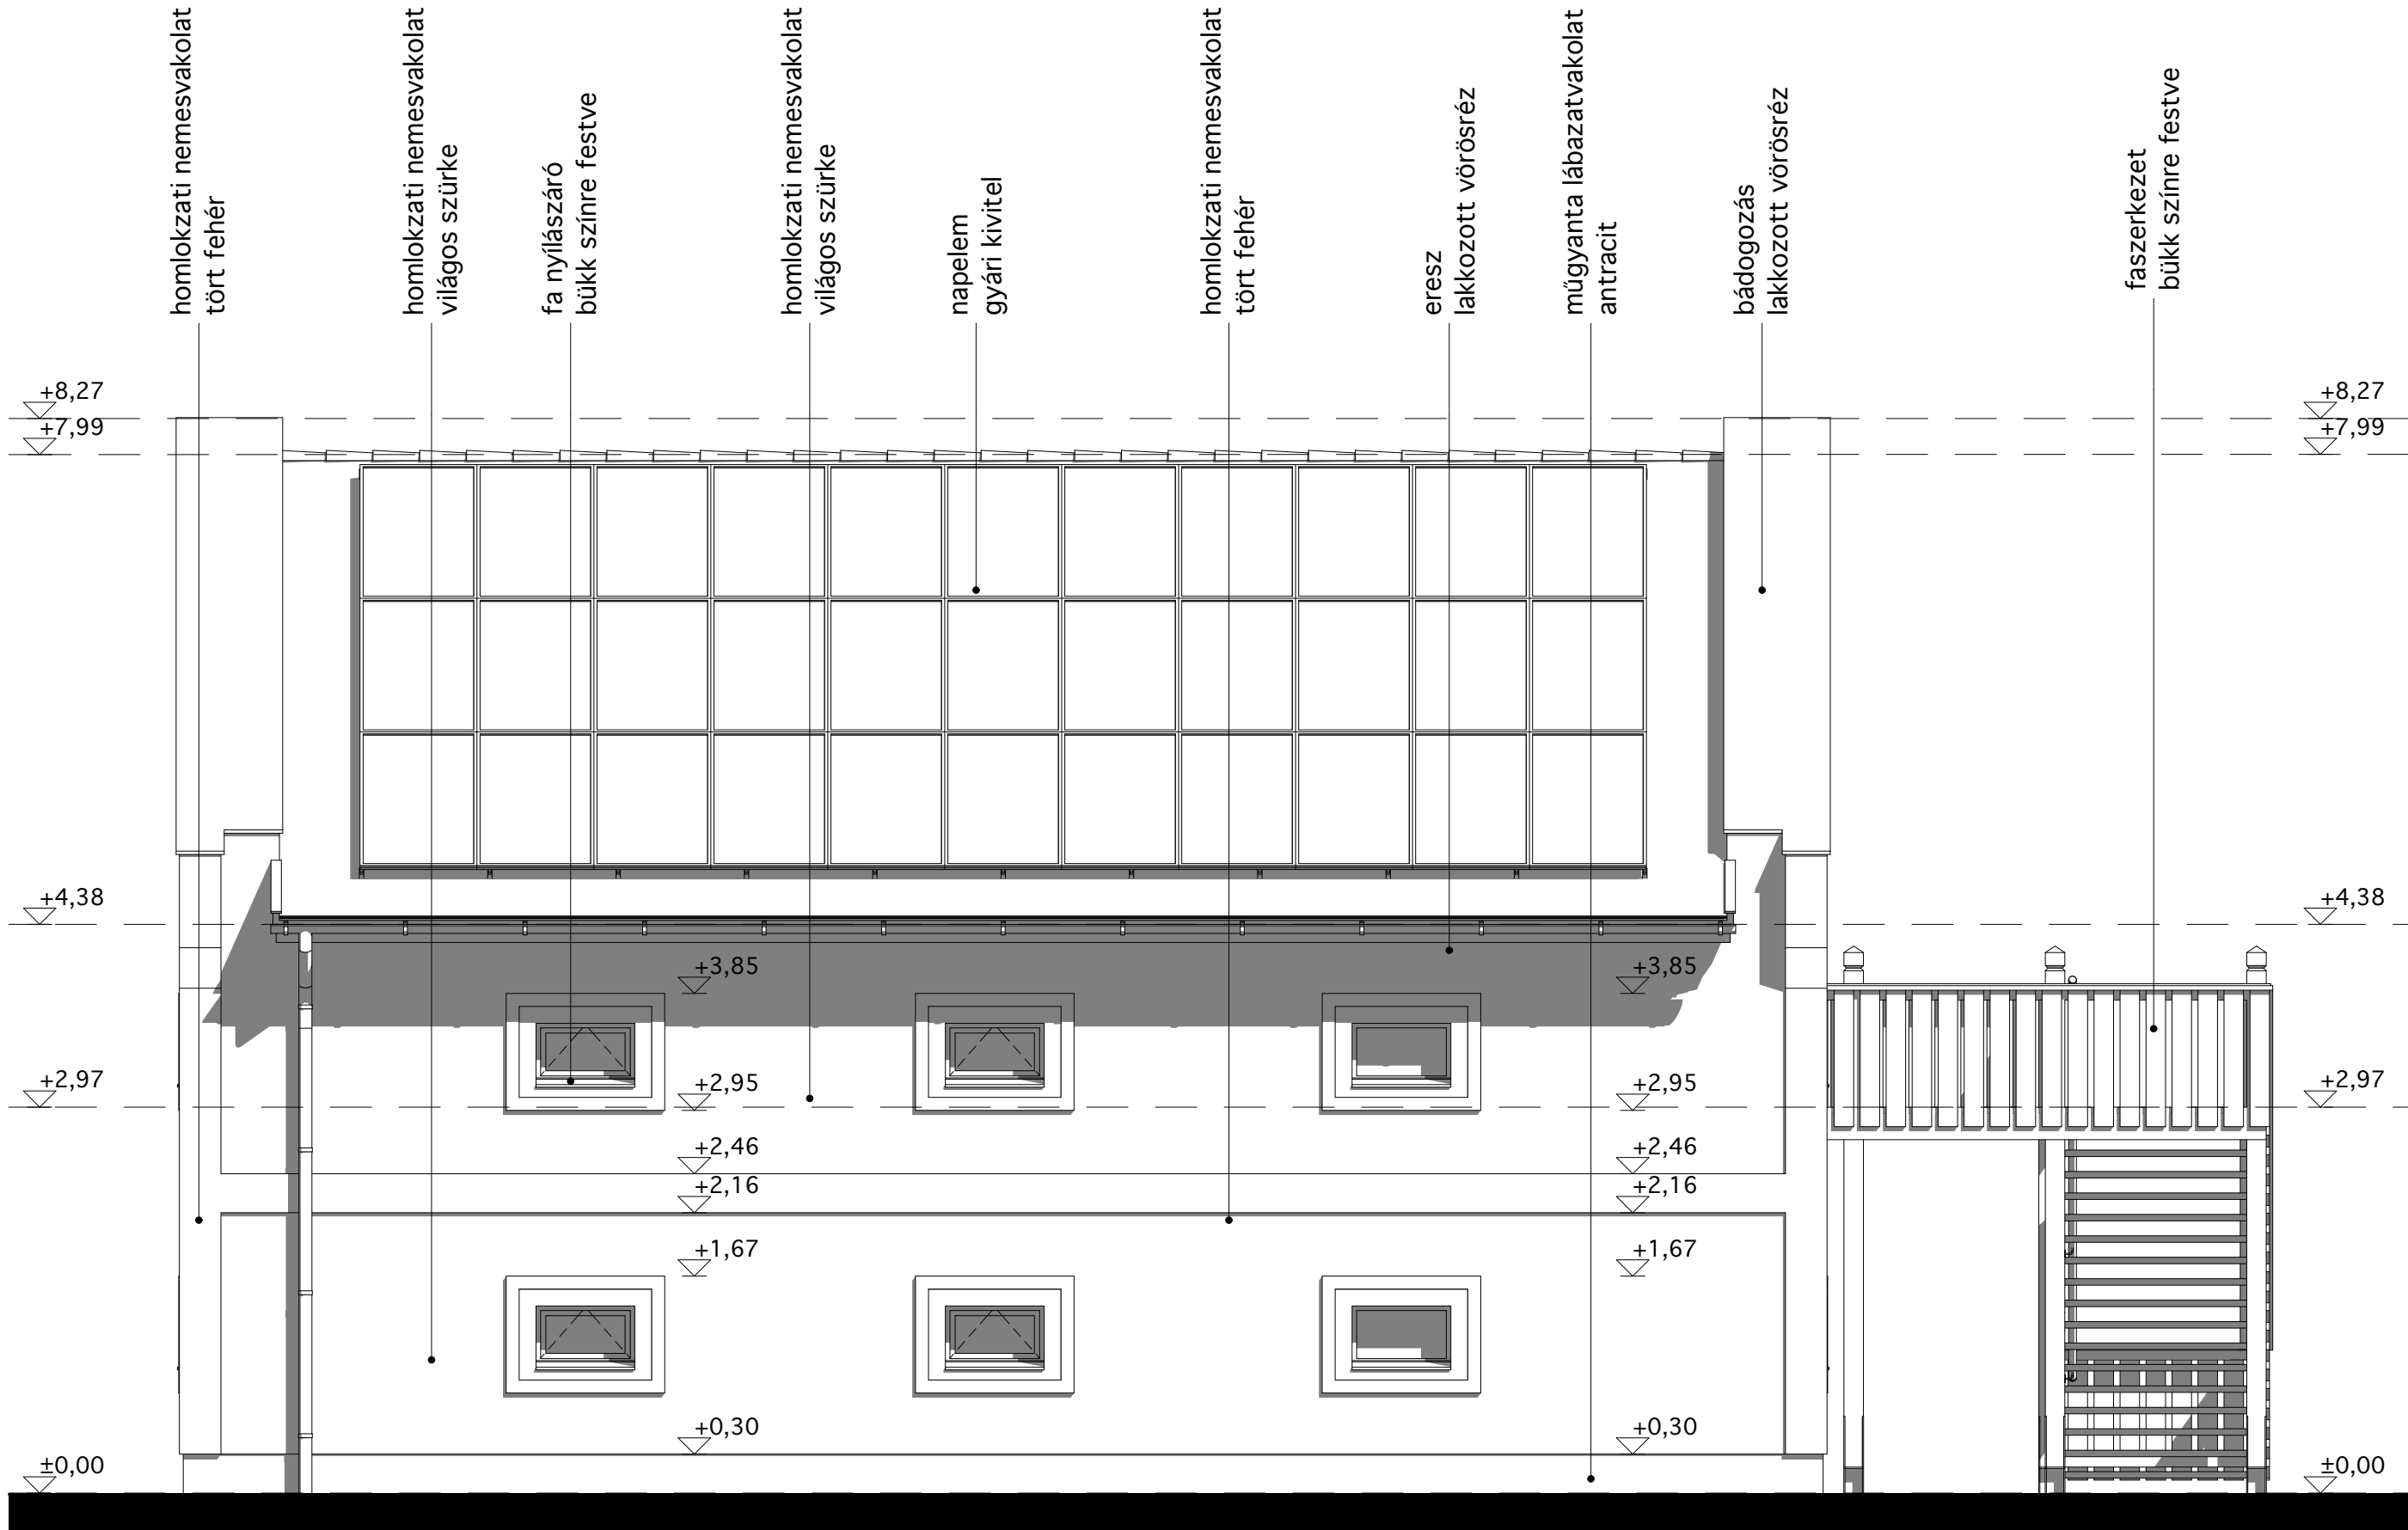 homlokzati nemesvakolat
tört fehér
homlokzati nemesvakolat
világos szürke
fa nyílászáró
bükk színre festve
homlokzati nemesvakolat
világos szürke
napelem
gyári kivitel
homlokzati nemesvakolat
tört fehér
eresz
lakkozott vörösréz
műgyanta lábazatvakolat
antracit
bádogozás
lakkozott vörösréz
faszerkezet
bükk színre festve
+8,27
+8,27
+7,99
+7,99
+4,38
+4,38
+3,85
+3,85
+2,97
+2,95
+2,95
+2,97
+2,46
+2,46
+2,16
+2,16
+1,67
+1,67
+0,30
+0,30
±0,00
±0,00